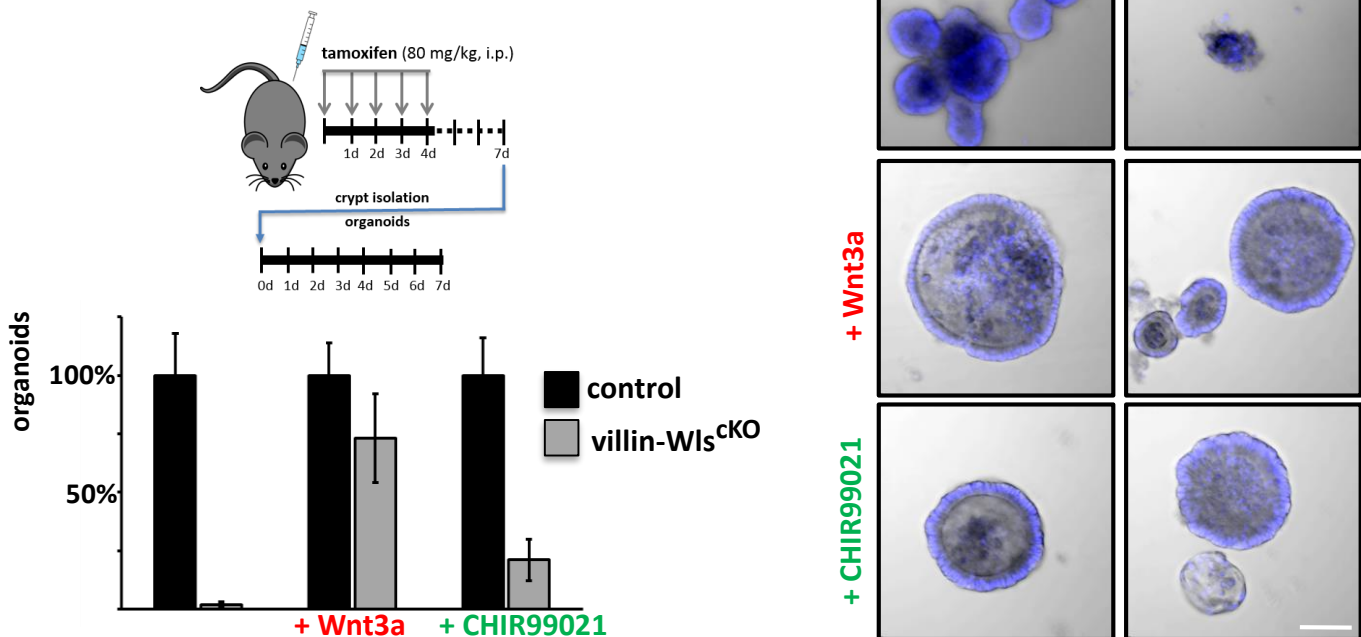 tamoxifen (80 mg/kg, i.p.)
1d 2d 3d 4d 7d
crypt isolation
organoids
0d 1d 2d 3d 4d 5d 6d 7d
organoids
100%
50%
control
villin-Wls^cKO
+ Wnt3a + CHIR99021
+ Wnt3a
+ CHIR99021